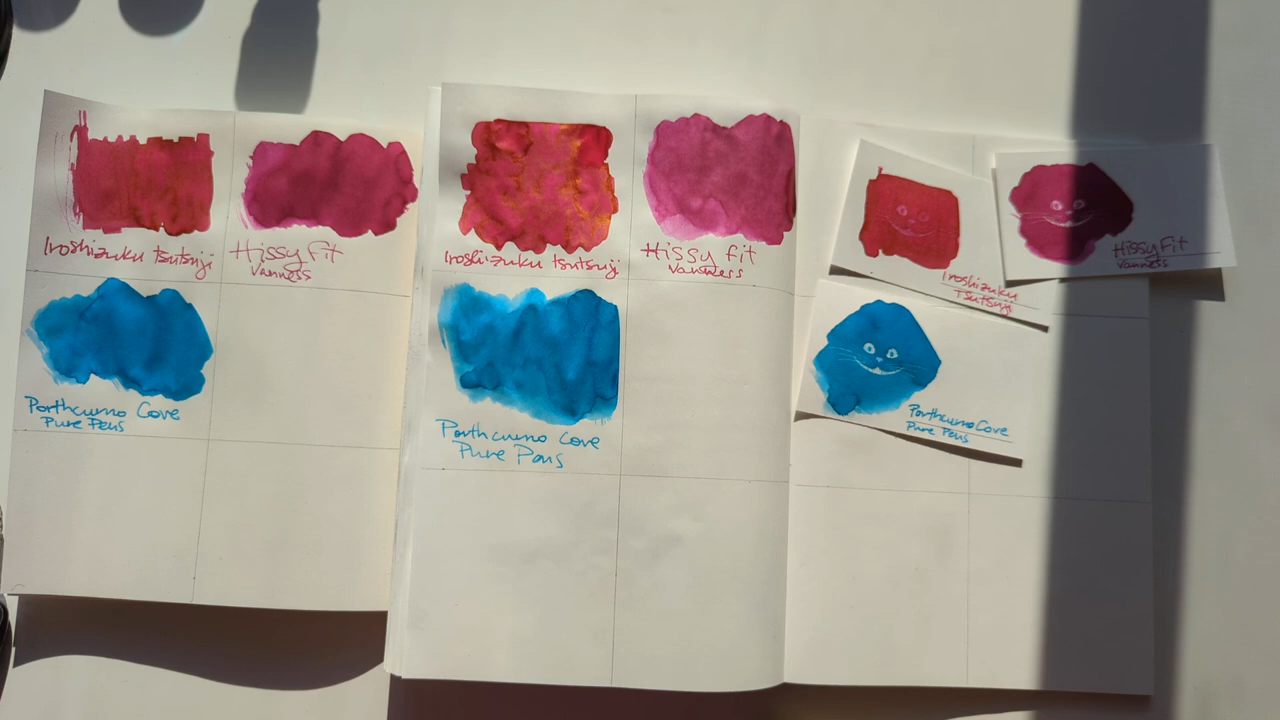 Iroshizuku tsutsuji
Hissy Fit
Vanness
Porthcurno Cove
Pure Pens
Iroshizuku tsutsuji
Hissy Fit
Vanness
Porthcurno Cove
Pure Pens
Iroshizuku
Tsutsuji
Hissy Fit
Vanness
Porthcurno Cove
Pure Pens